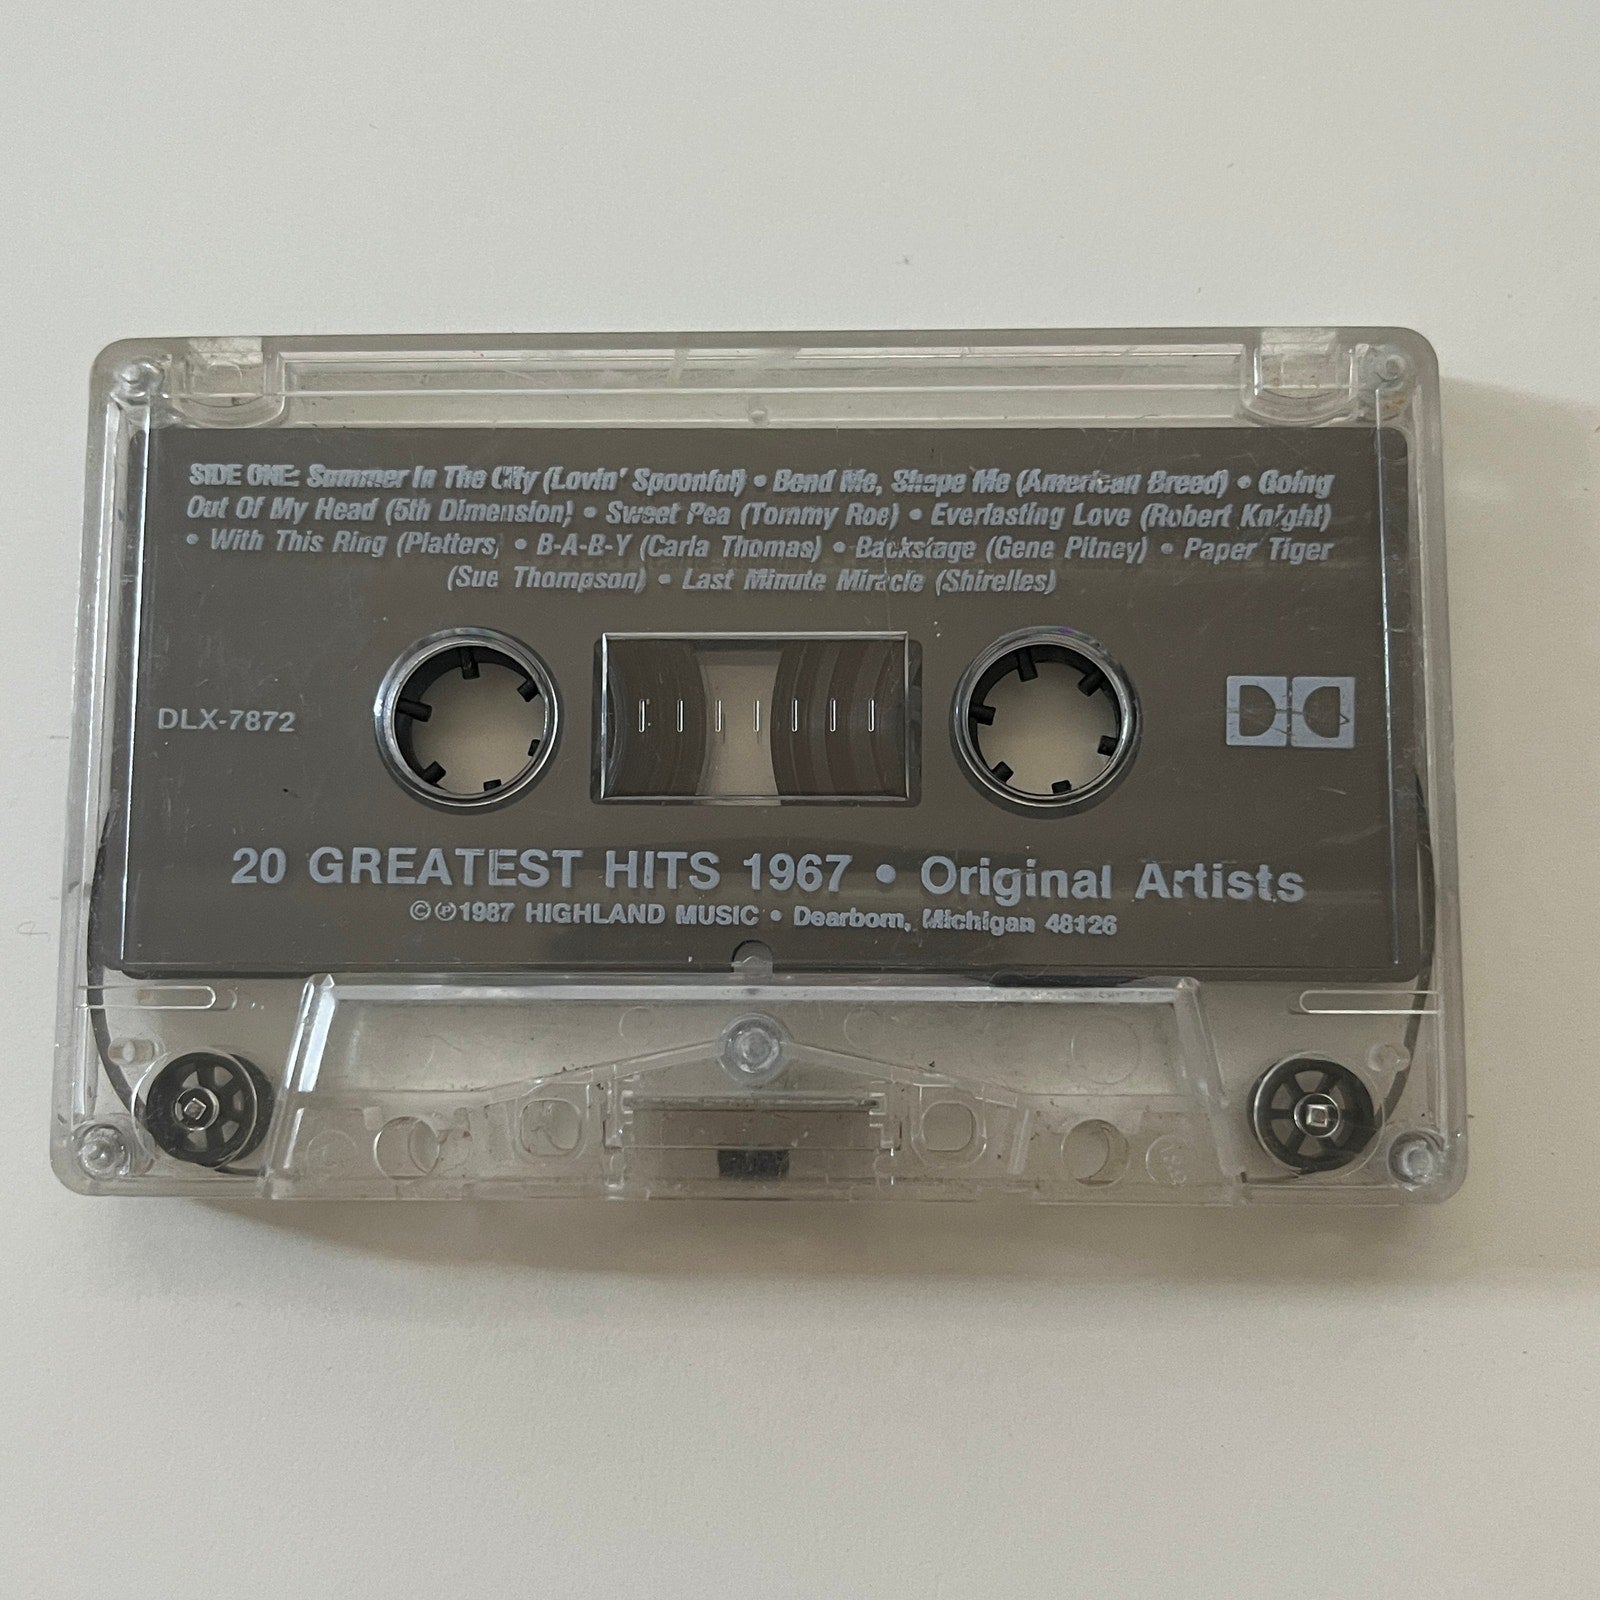 SIDE ONE: Summer In The City (Lovin' Spoonful) • Bend Me, Shape Me (American Breed) • Going
Out Of My Head (5th Dimension) • Sweet Pea (Tommy Roe) • Everlasting Love (Robert Knight)
• With This Ring (Platters) • B-A-B-Y (Carla Thomas) • Backstage (Gene Pitney) • Paper Tiger
(Sue Thompson) • Last Minute Miracle (Shirelles)
DLX-7872
20 GREATEST HITS 1967 • Original Artists
©℗1987 HIGHLAND MUSIC • Dearborn, Michigan 48126